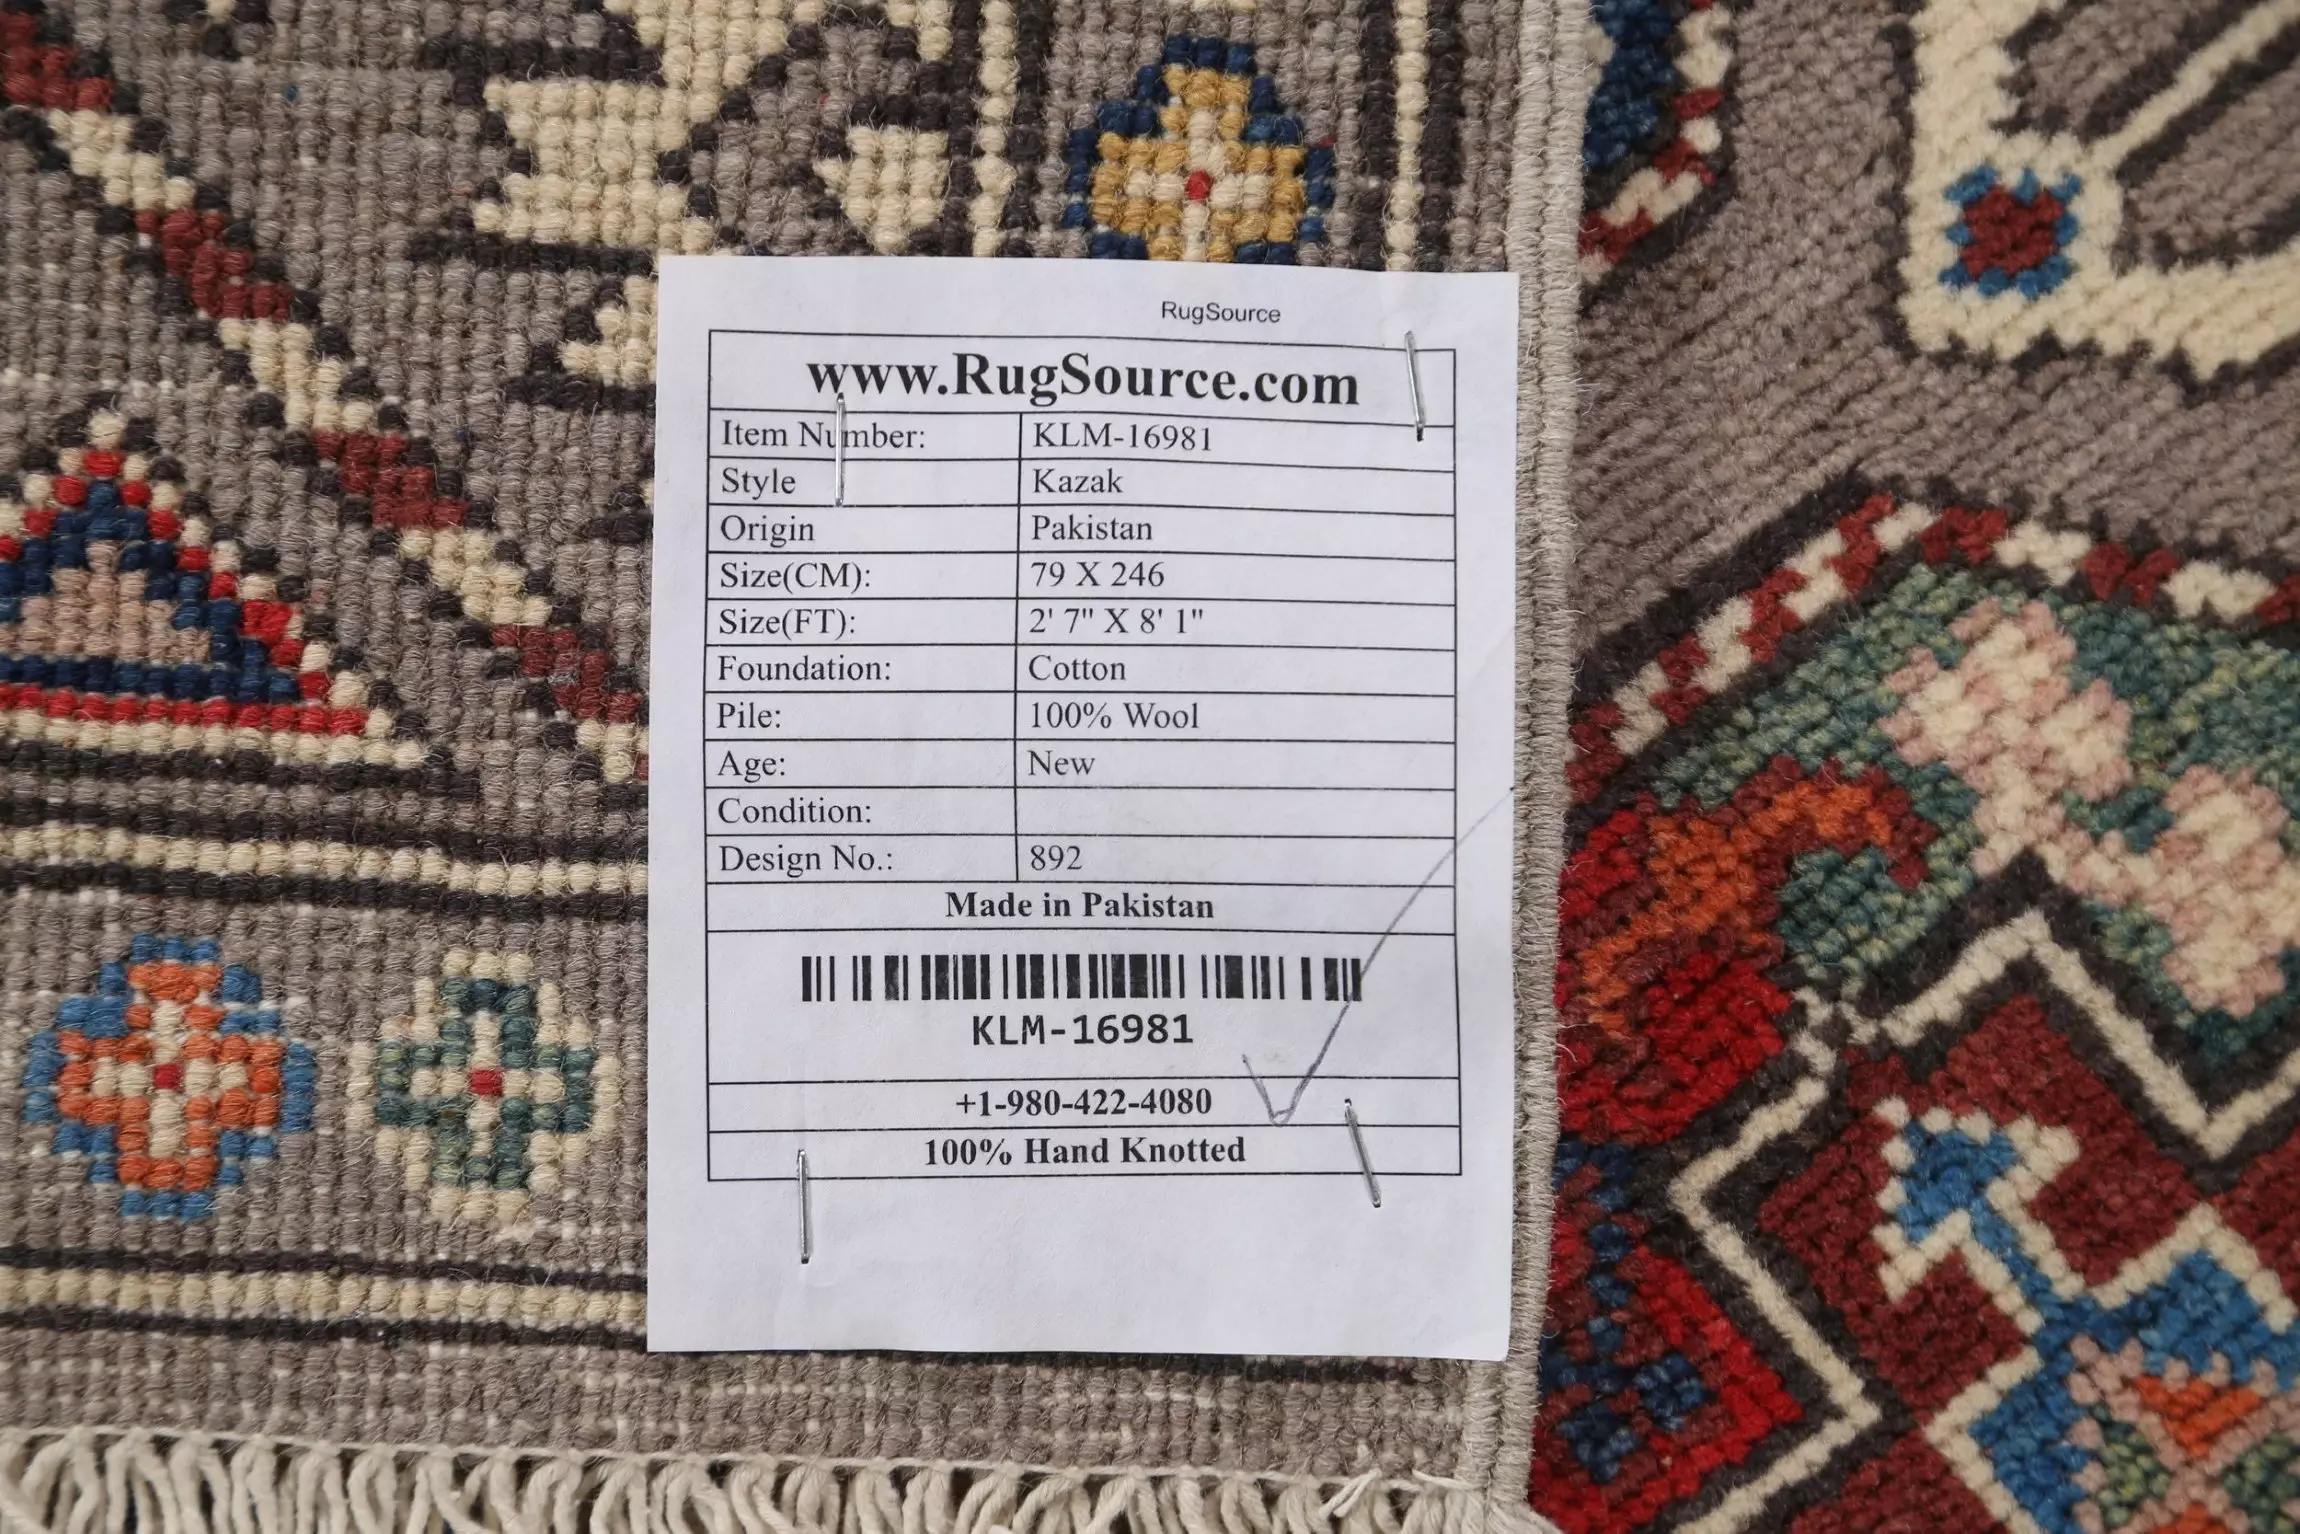 RugSource
www.RugSource.com
Item Number: KLM-16981
Style Kazak
Origin Pakistan
Size(CM): 79 X 246
Size(FT): 2' 7" X 8' 1"
Foundation: Cotton
Pile: 100% Wool
Age: New
Condition:
Design No.: 892
Made in Pakistan
KLM-16981
+1-980-422-4080
100% Hand Knotted